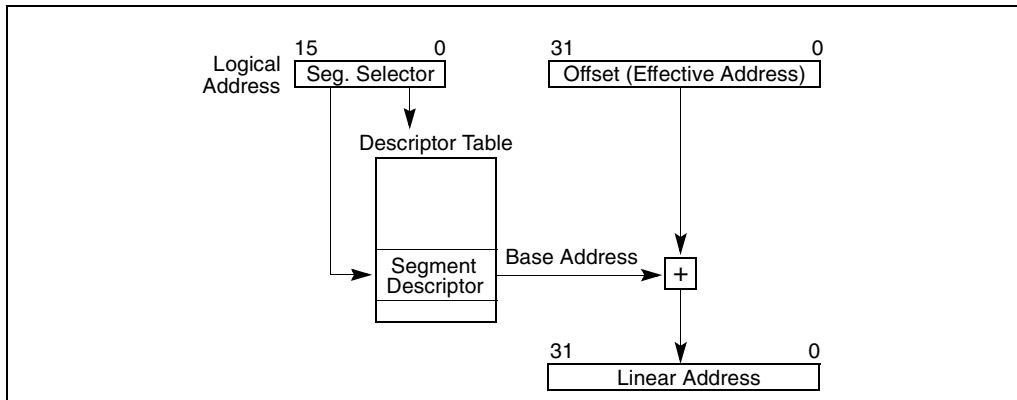 15 0 31 0
Logical Address
Seg. Selector
Offset (Effective Address)
Descriptor Table
Base Address
+
Segment
Descriptor
31 0
Linear Address